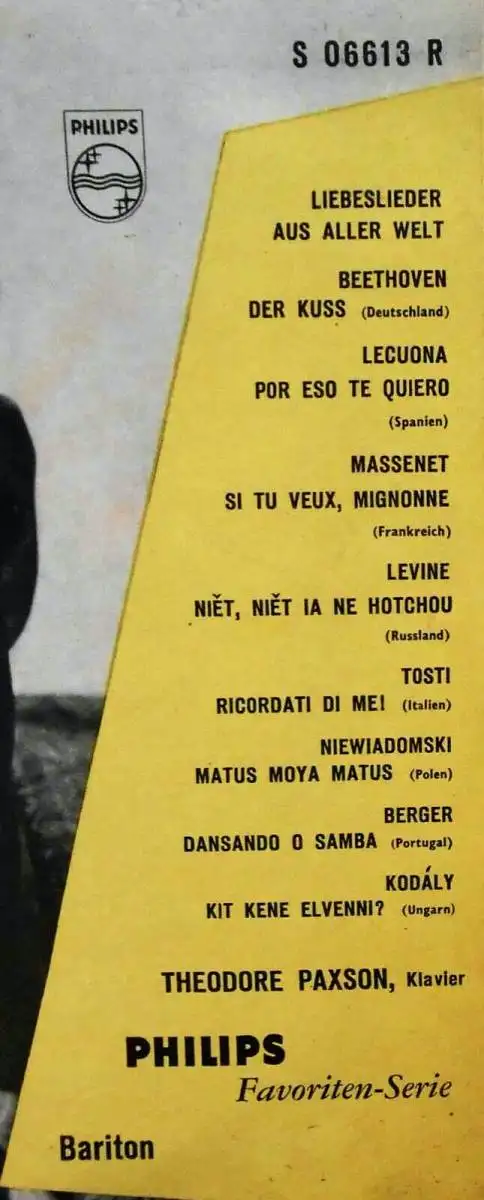 S 06613 R
PHILIPS
LIEBESLIEDER
AUS ALLER WELT
BEETHOVEN
DER KUSS (Deutschland)
LECUONA
POR ESO TE QUIERO
(Spanien)
MASSENET
SI TU VEUX, MIGNONNE
(Frankreich)
LEVINE
NIĚT, NIĚT IA NE HOTCHOU
(Russland)
TOSTI
RICORDATI DI ME! (Italien)
NIEWIADOMSKI
MATUS MOYA MATUS (Polen)
BERGER
DANSANDO O SAMBA (Portugal)
KODÁLY
KIT KENE ELVENNI? (Ungarn)
THEODORE PAXSON, Klavier
PHILIPS
Favoriten-Serie
Bariton